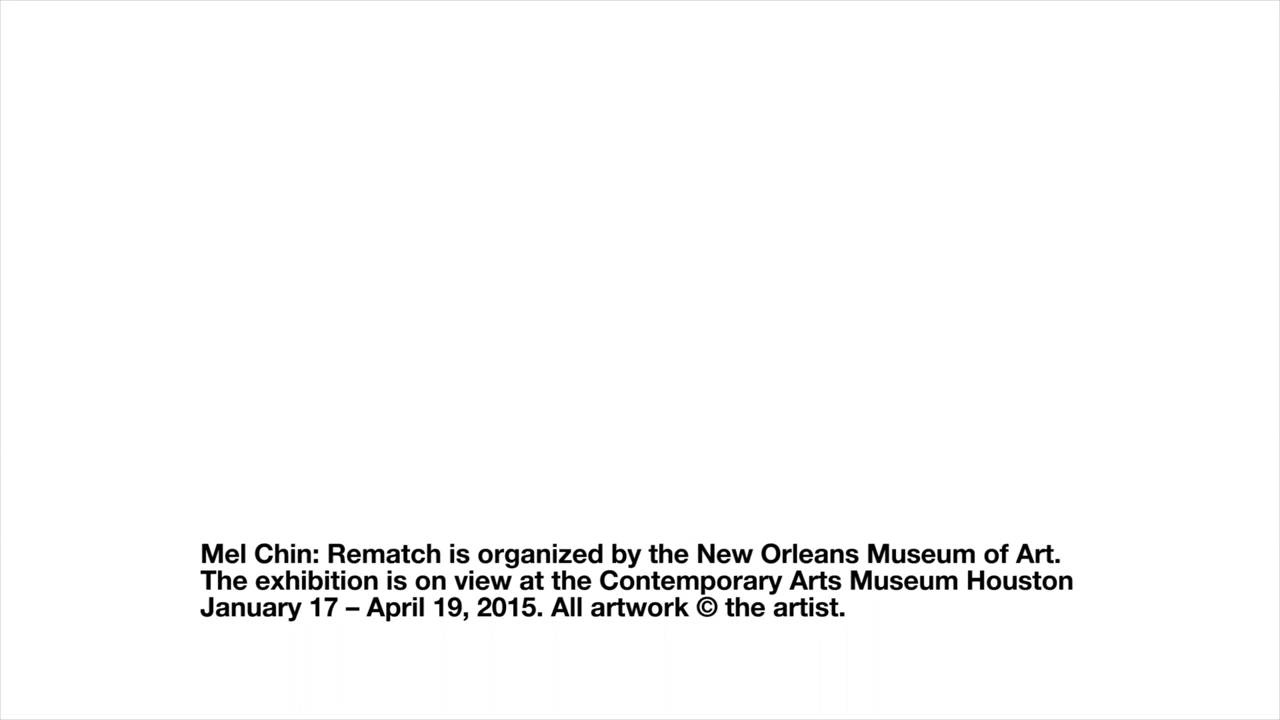 Mel Chin: Rematch is organized by the New Orleans Museum of Art.
The exhibition is on view at the Contemporary Arts Museum Houston
January 17 – April 19, 2015. All artwork © the artist.